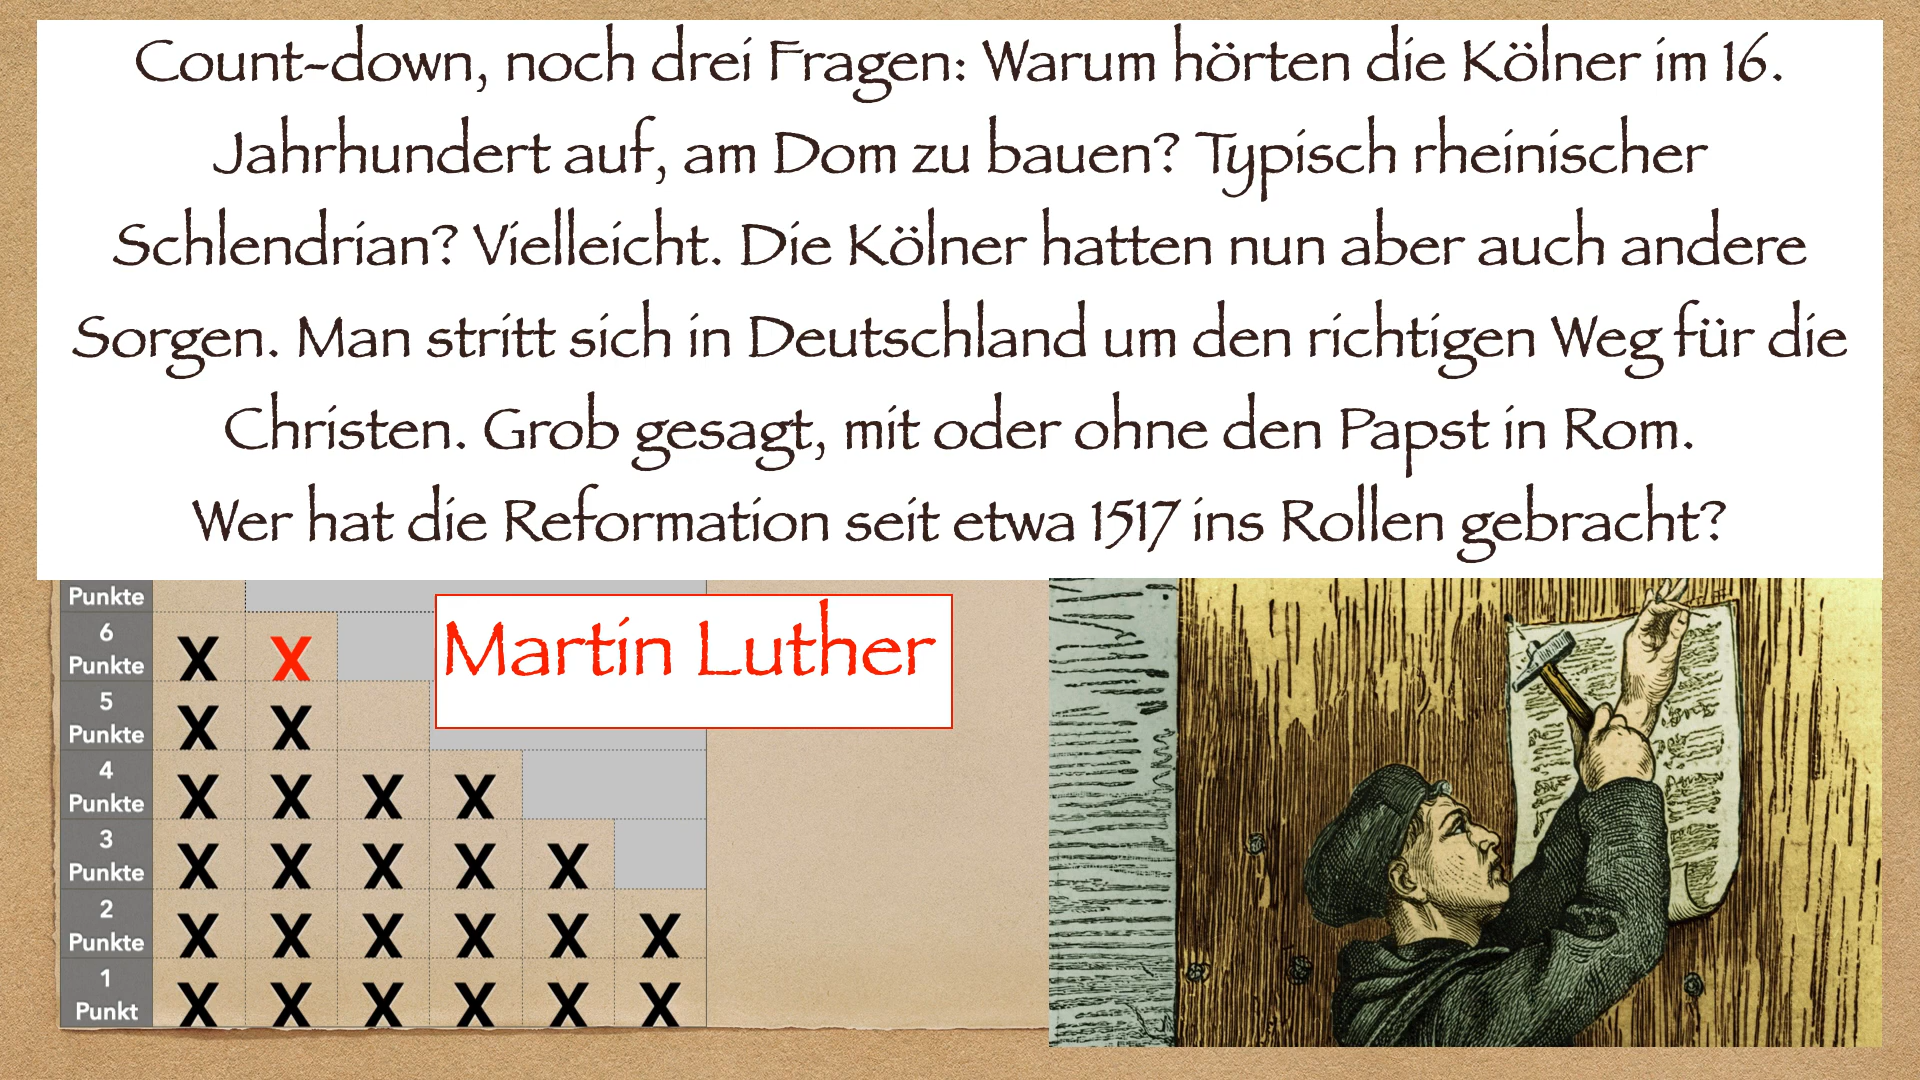 Count-down, noch drei Fragen: Warum hörten die Kölner im 16.
Jahrhundert auf, am Dom zu bauen? Typisch rheinischer
Schlendrian? Vielleicht. Die Kölner hatten nun aber auch andere
Sorgen. Man stritt sich in Deutschland um den richtigen Weg für die
Christen. Grob gesagt, mit oder ohne den Papst in Rom.
Wer hat die Reformation seit etwa 1517 ins Rollen gebracht?
Punkte
6
Punkte X X
Martin Luther
5
Punkte X X
4
Punkte X X X X
3
Punkte X X X X X
2
Punkte X X X X X X
1
Punkt X X X X X X